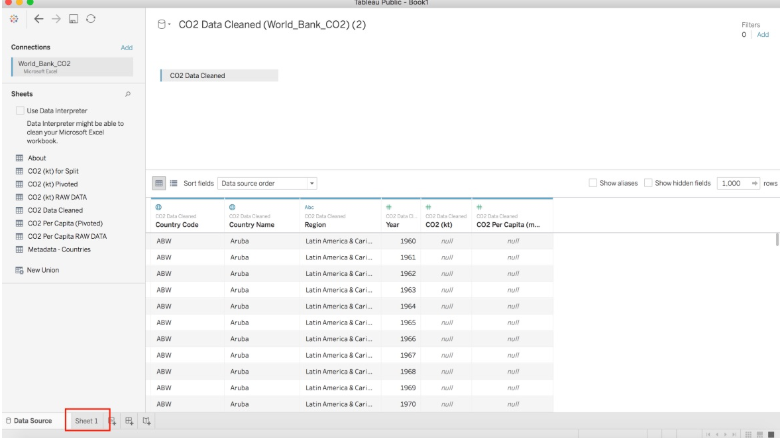 Tableau Public - Book1
CO2 Data Cleaned (World_Bank_CO2) (2)
Filters
0 Add
Connections Add
World_Bank_CO2
Microsoft Excel
CO2 Data Cleaned
Sheets
Use Data Interpreter
Data Interpreter might be able to
clean your Microsoft Excel
workbook.
About
CO2 (kt) for Split
CO2 (kt) Pivoted
CO2 (kt) RAW DATA
CO2 Data Cleaned
CO2 Per Capita (Pivoted)
CO2 Per Capita RAW DATA
Metadata - Countries
New Union
Sort fields Data source order Show aliases Show hidden fields 1,000 rows
Abc
CO2 Data Cleaned CO2 Data Cleaned CO2 Data Cleaned CO2 Data Cl... CO2 Data Cleaned CO2 Data Cleaned
Country Code Country Name Region Year CO2 (kt) CO2 Per Capita (m...
ABW Aruba Latin America & Cari... 1960 null null
ABW Aruba Latin America & Cari... 1961 null null
ABW Aruba Latin America & Cari... 1962 null null
ABW Aruba Latin America & Cari... 1963 null null
ABW Aruba Latin America & Cari... 1964 null null
ABW Aruba Latin America & Cari... 1965 null null
ABW Aruba Latin America & Cari... 1966 null null
ABW Aruba Latin America & Cari... 1967 null null
ABW Aruba Latin America & Cari... 1968 null null
ABW Aruba Latin America & Cari... 1969 null null
ABW Aruba Latin America & Cari... 1970 null null
Data Source Sheet 1